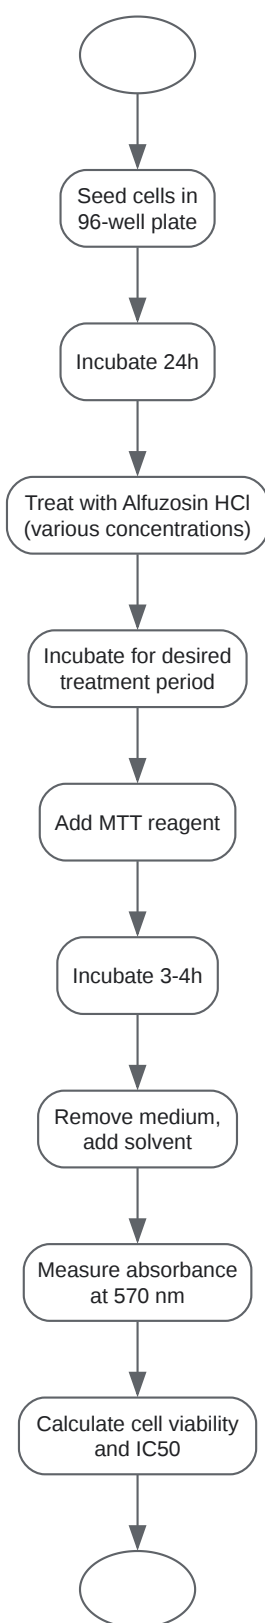 Seed cells in
96-well plate
Incubate 24h
Treat with Alfuzosin HCl
(various concentrations)
Incubate for desired
treatment period
Add MTT reagent
Incubate 3-4h
Remove medium,
add solvent
Measure absorbance
at 570 nm
Calculate cell viability
and IC50